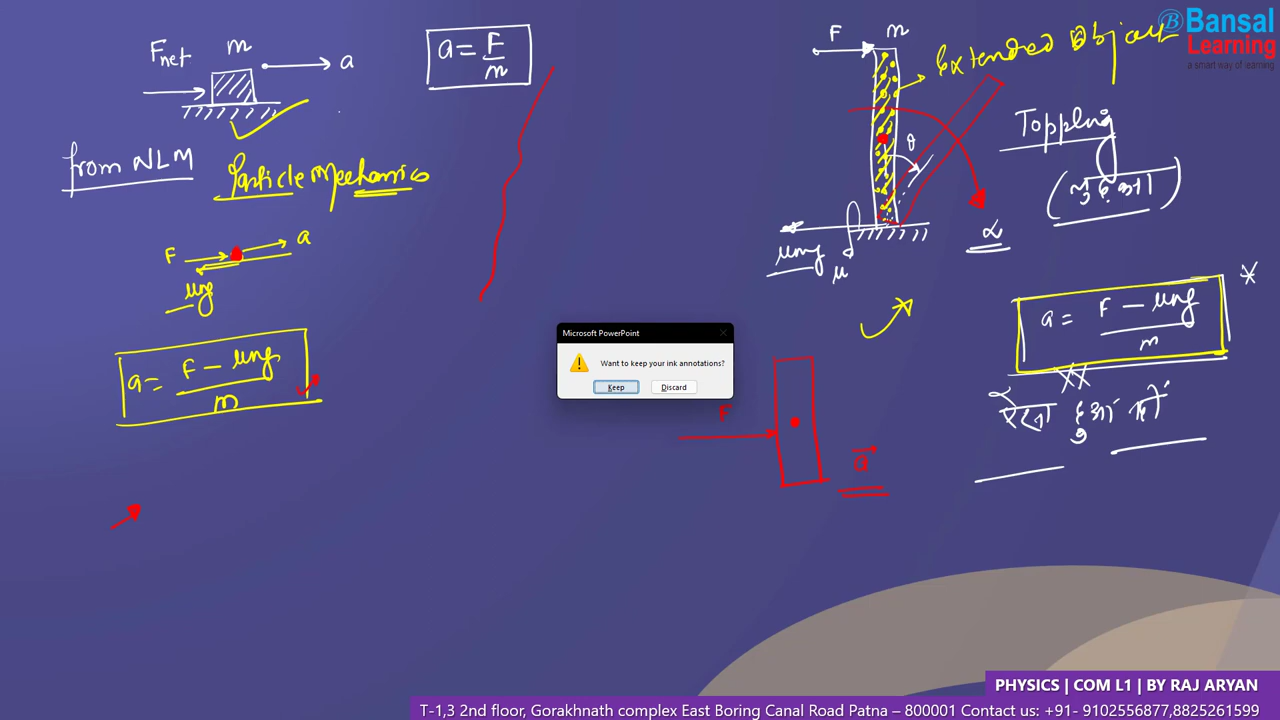 F_net
m
a
a = F/m
F
m
Extended Object
Bansal
Learning
a smart way of learning.
from NLM
Particle Mechanics
Toppling
θ
α
F
a
μmg
μmg
μ
a = (F − μmg)/m
a = (F − μmg)/m
Microsoft PowerPoint
Want to keep your ink annotations?
Keep
Discard
F
a
PHYSICS | COM L1 | BY RAJ ARYAN
T-1,3 2nd floor, Gorakhnath complex East Boring Canal Road Patna – 800001 Contact us: +91- 9102556877,8825261599